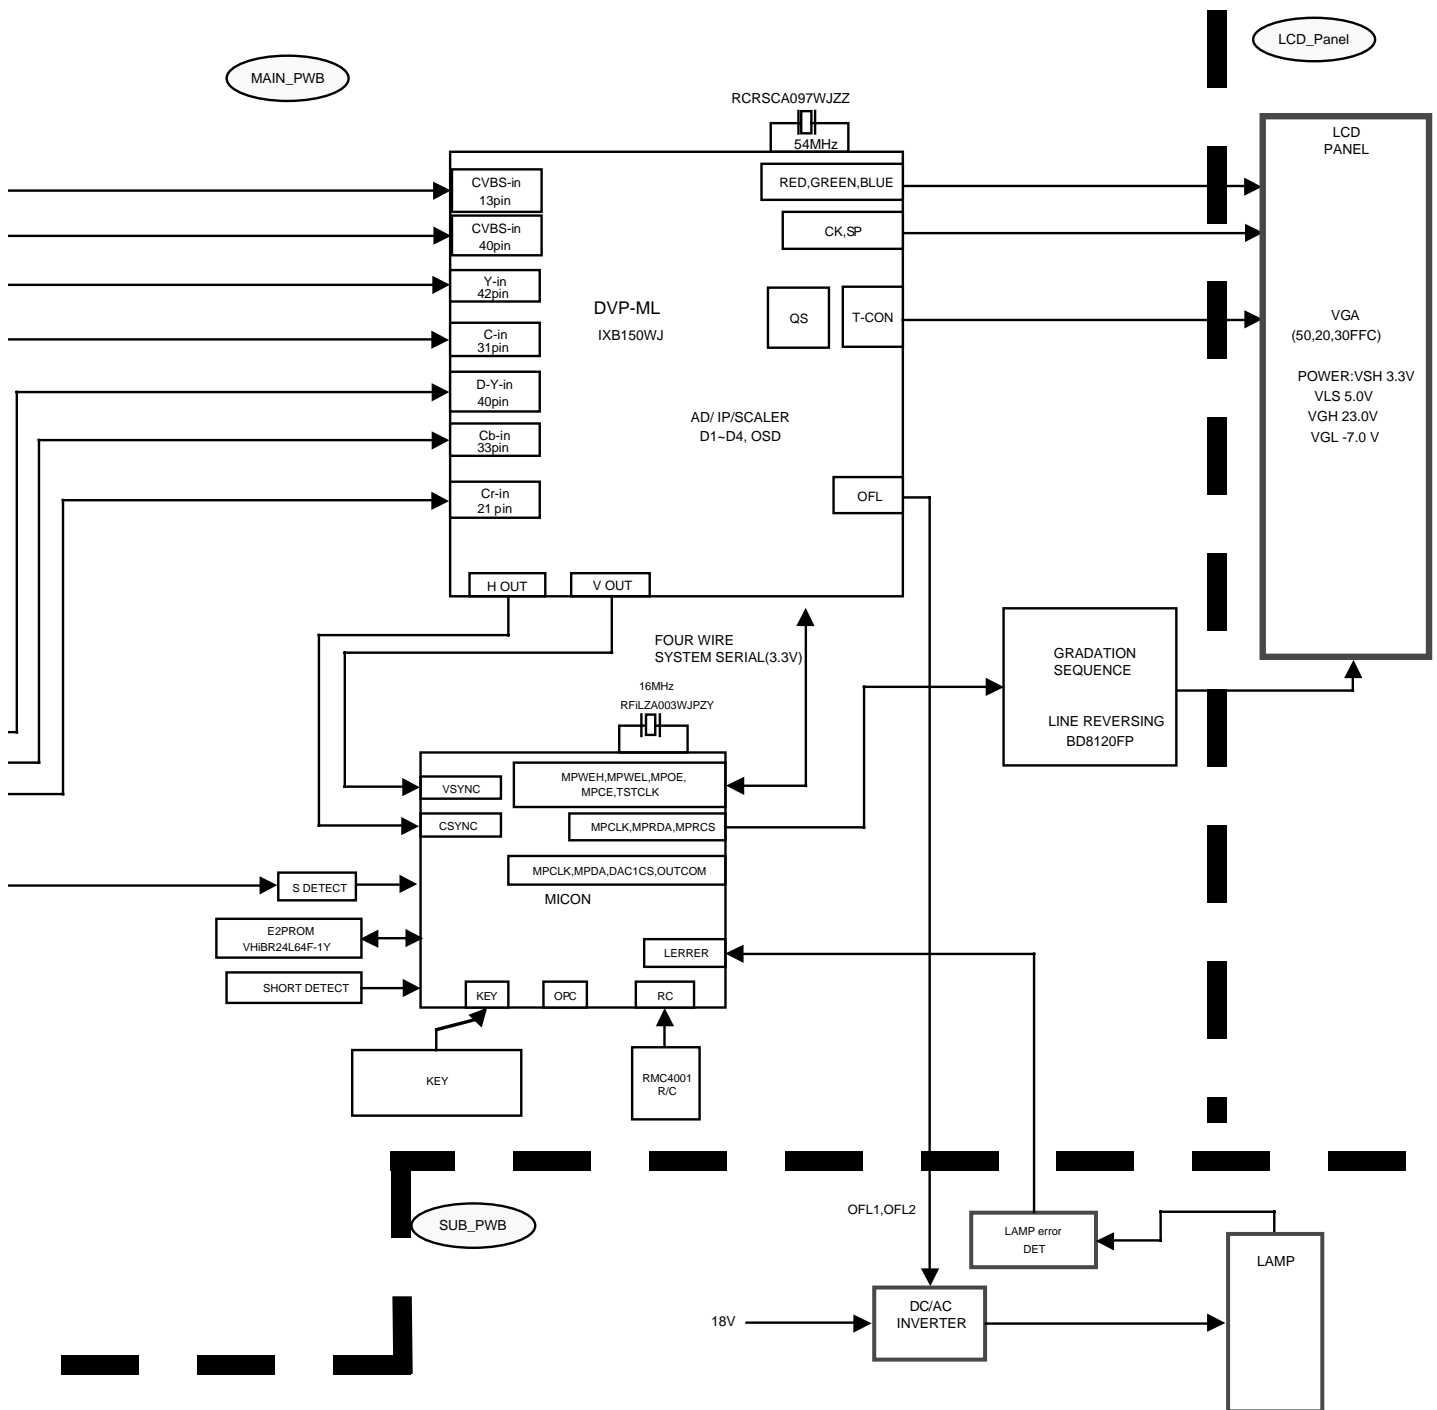 LCD_Panel
MAIN_PWB
RCRSCA097WJZZ
54MHz
LCD
PANEL
CVBS-in
13pin
RED,GREEN,BLUE
CVBS-in
40pin
CK,SP
Y-in
42pin
DVP-ML
IXB150WJ
QS
T-CON
VGA
(50,20,30FFC)
C-in
31pin
POWER:VSH 3.3V
VLS 5.0V
VGH 23.0V
VGL -7.0 V
D-Y-in
40pin
AD/ IP/SCALER
D1~D4, OSD
Cb-in
33pin
Cr-in
21 pin
OFL
H OUT
V OUT
FOUR WIRE
SYSTEM SERIAL(3.3V)
GRADATION
SEQUENCE
LINE REVERSING
BD8120FP
16MHz
RFiLZA003WJPZY
VSYNC
MPWEH,MPWEL,MPOE,
MPCE,TSTCLK
CSYNC
MPCLK,MPRDA,MPRCS
MPCLK,MPDA,DAC1CS,OUTCOM
MICON
S DETECT
E2PROM
VHiBR24L64F-1Y
LERRER
SHORT DETECT
KEY
OPC
RC
KEY
RMC4001
R/C
SUB_PWB
OFL1,OFL2
LAMP error
DET
LAMP
18V
DC/AC
INVERTER